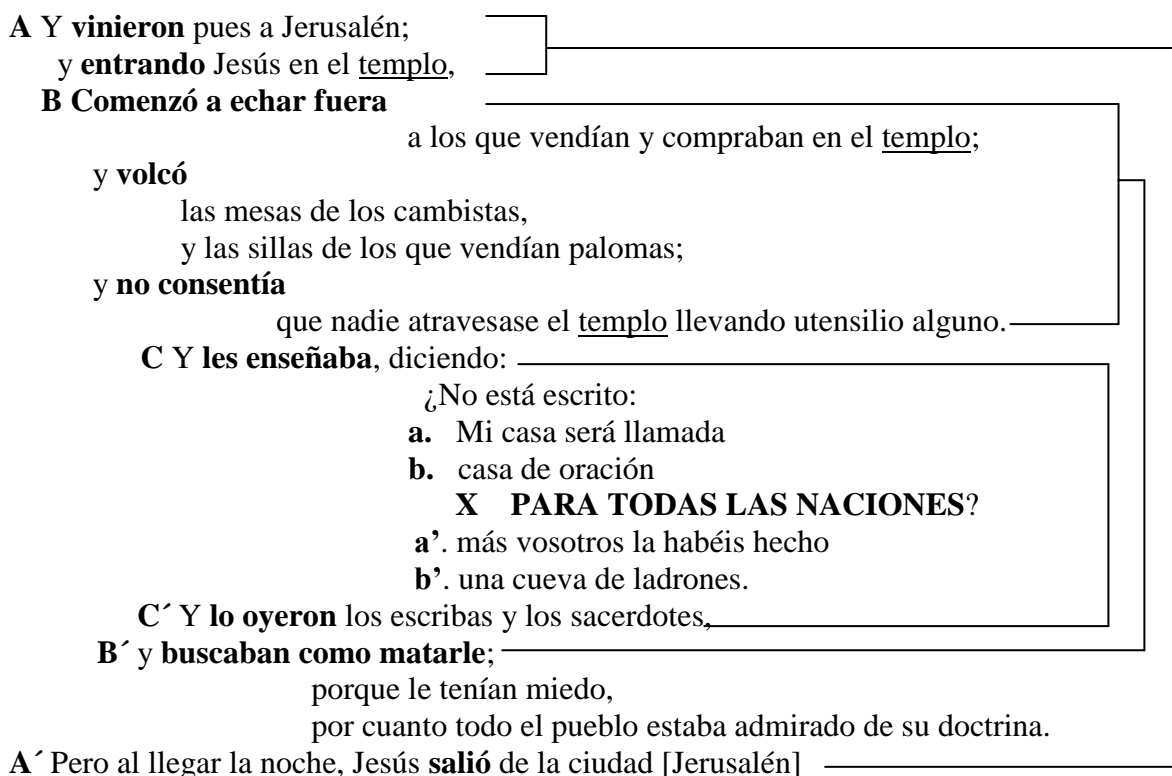 A Y vinieron pues a Jerusalén;
y entrando Jesús en el templo,
B Comenzó a echar fuera
a los que vendían y compraban en el templo;
y volcó
las mesas de los cambistas,
y las sillas de los que vendían palomas;
y no consentía
que nadie atravesase el templo llevando utensilio alguno.
C Y les enseñaba, diciendo:
¿No está escrito:
a. Mi casa será llamada
b. casa de oración
X PARA TODAS LAS NACIONES?
a’. más vosotros la habéis hecho
b’. una cueva de ladrones.
C´ Y lo oyeron los escribas y los sacerdotes,
B´ y buscaban como matarle;
porque le tenían miedo,
por cuanto todo el pueblo estaba admirado de su doctrina.
A´ Pero al llegar la noche, Jesús salió de la ciudad [Jerusalén]